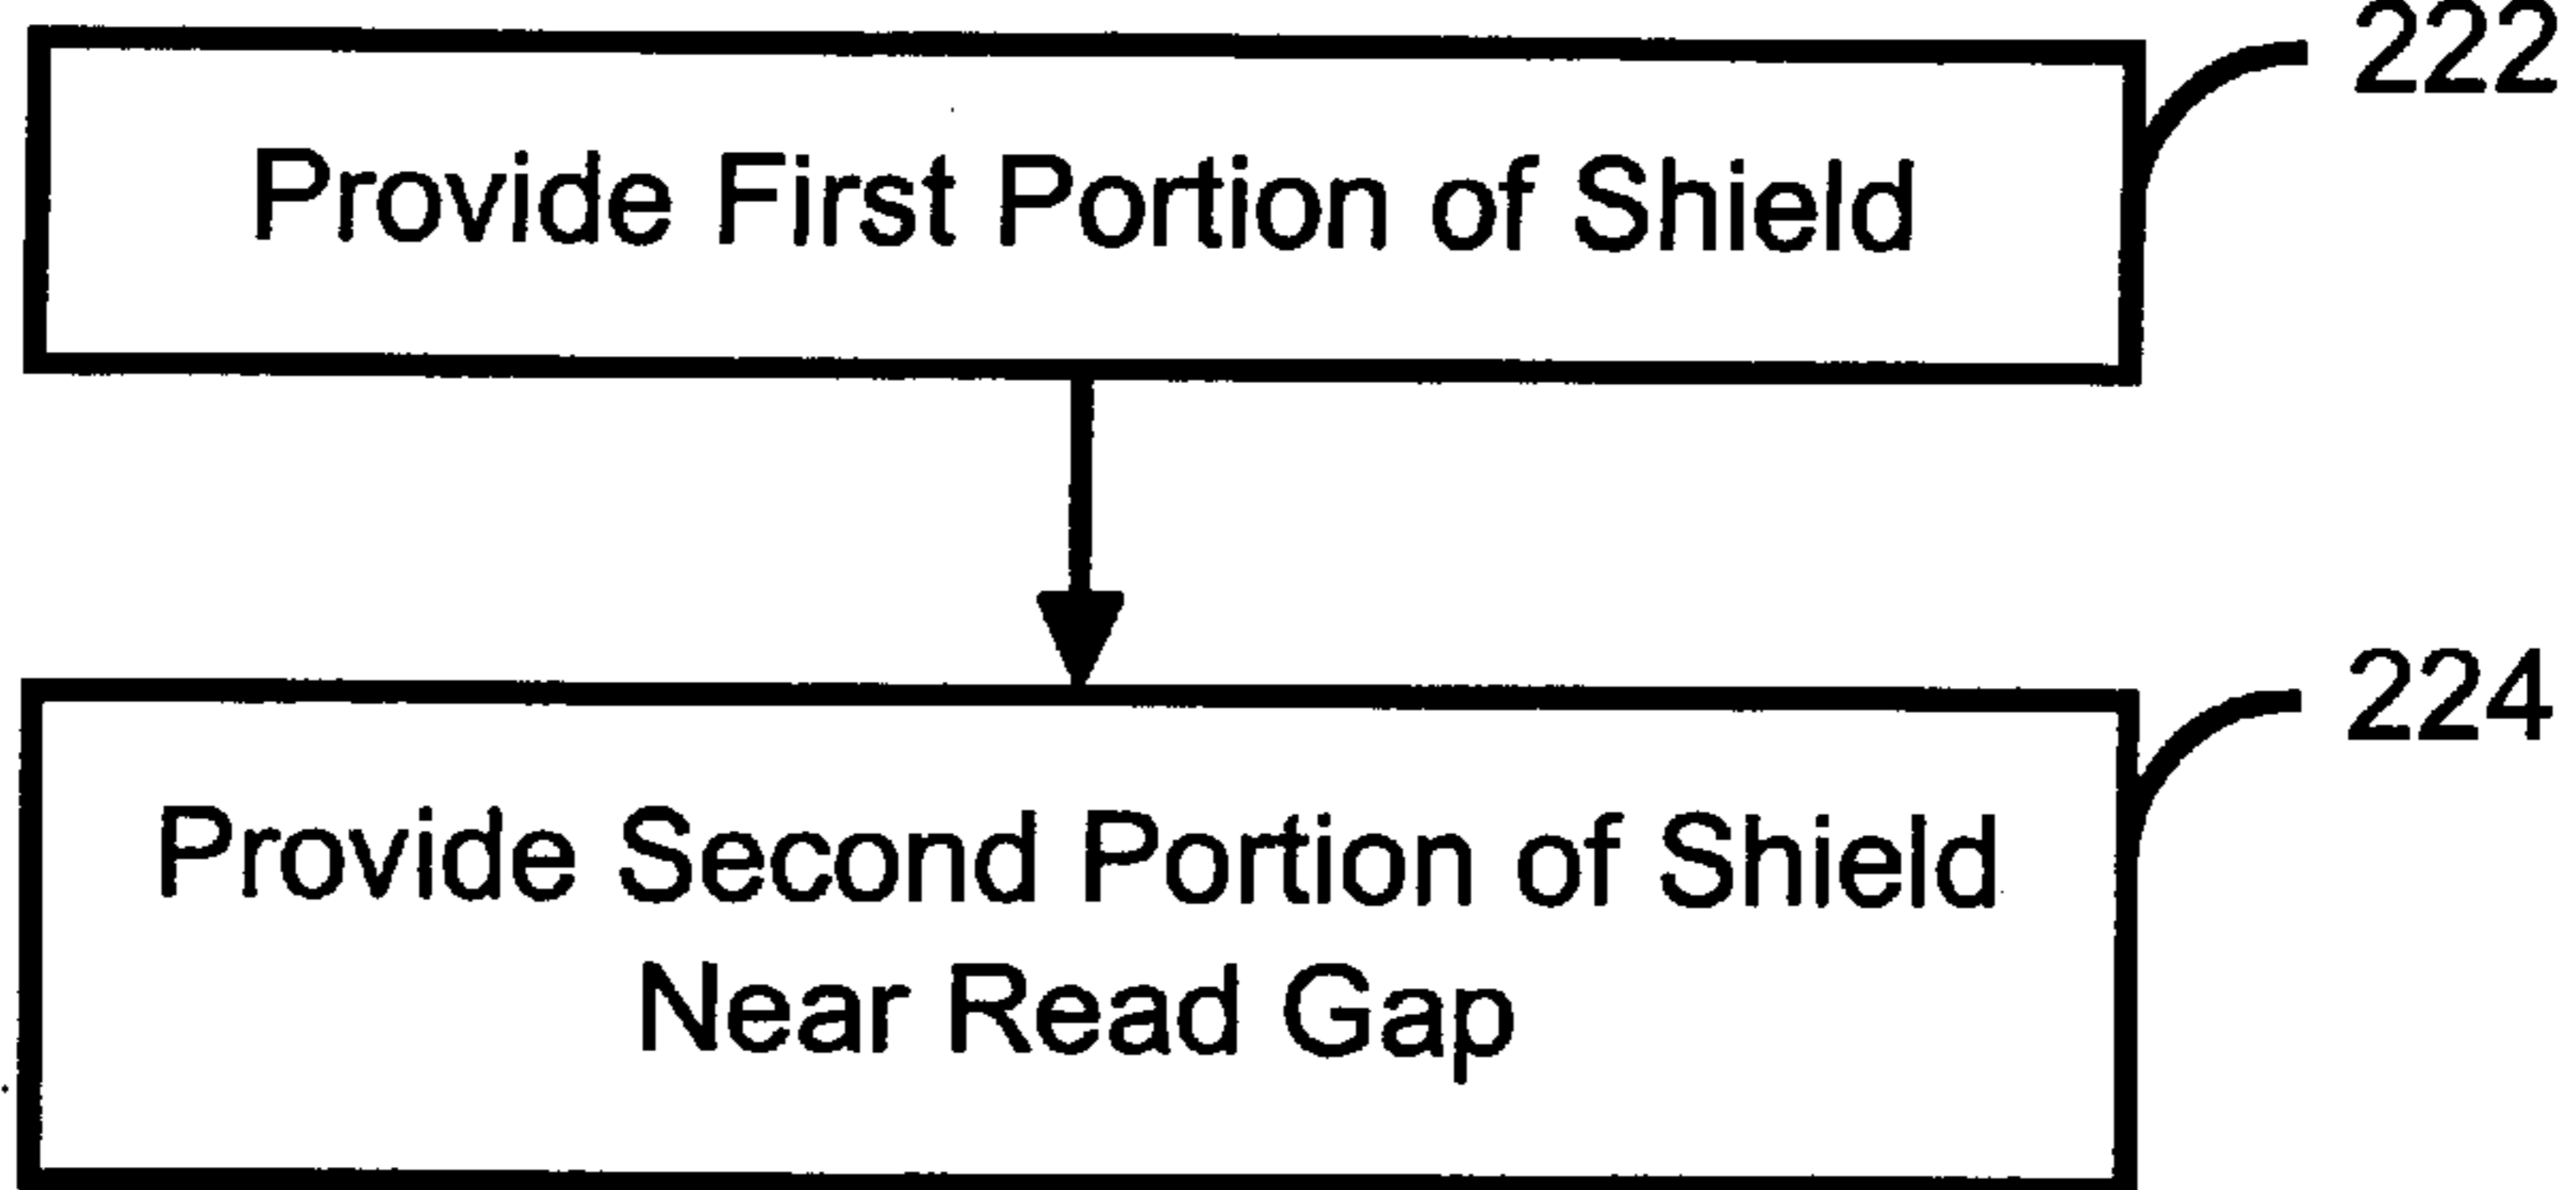 222
Provide First Portion of Shield
224
Provide Second Portion of Shield
Near Read Gap